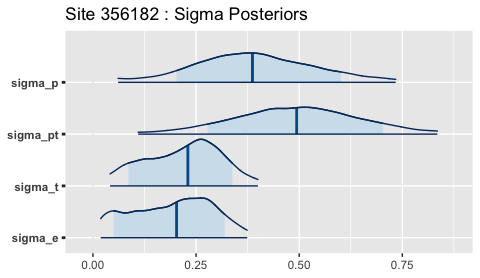 Site 356182 : Sigma Posteriors
sigma_p
sigma_pt
sigma_t
sigma_e
0.00 0.25 0.50 0.75